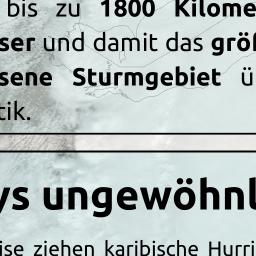 bis zu 1800 Kilome
ser und damit das größ
sene Sturmgebiet ü
tik.
ys ungewöhnl
ise ziehen karibische Hurri